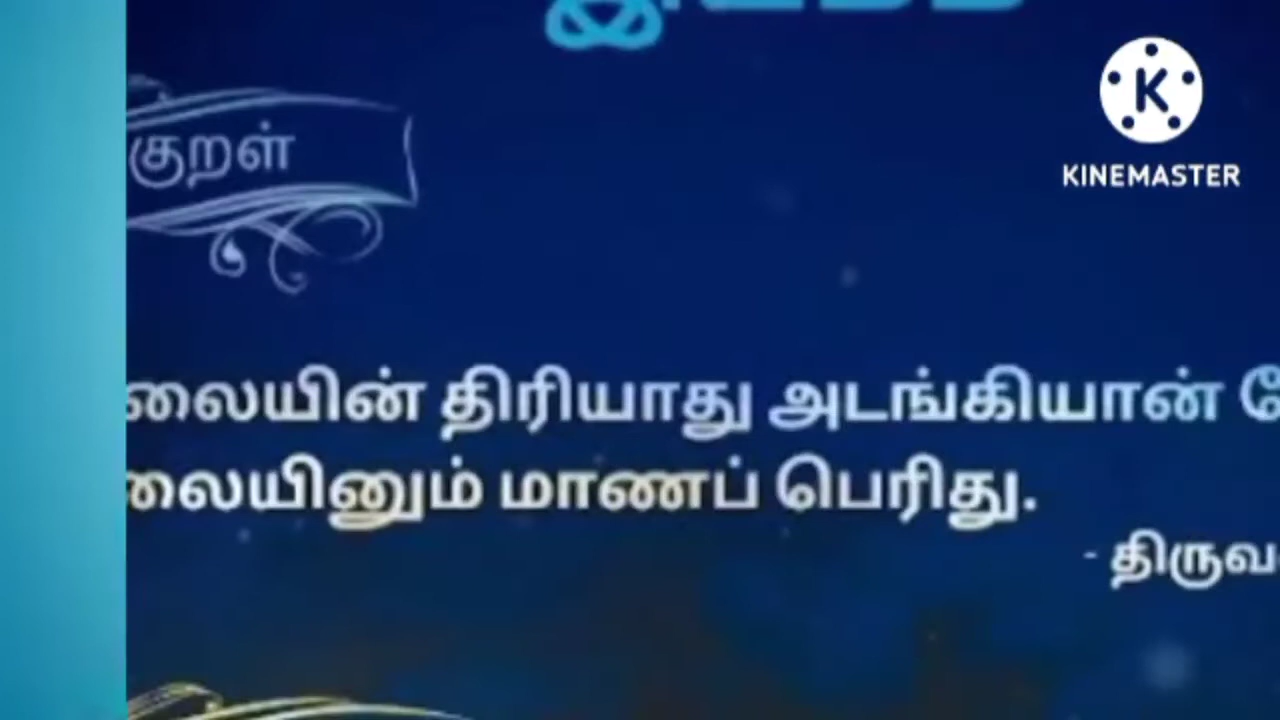 குறள்
KINEMASTER
லையின் திரியாது அடங்கியான்
லையினும் மாணப் பெரிது.
- திருவ